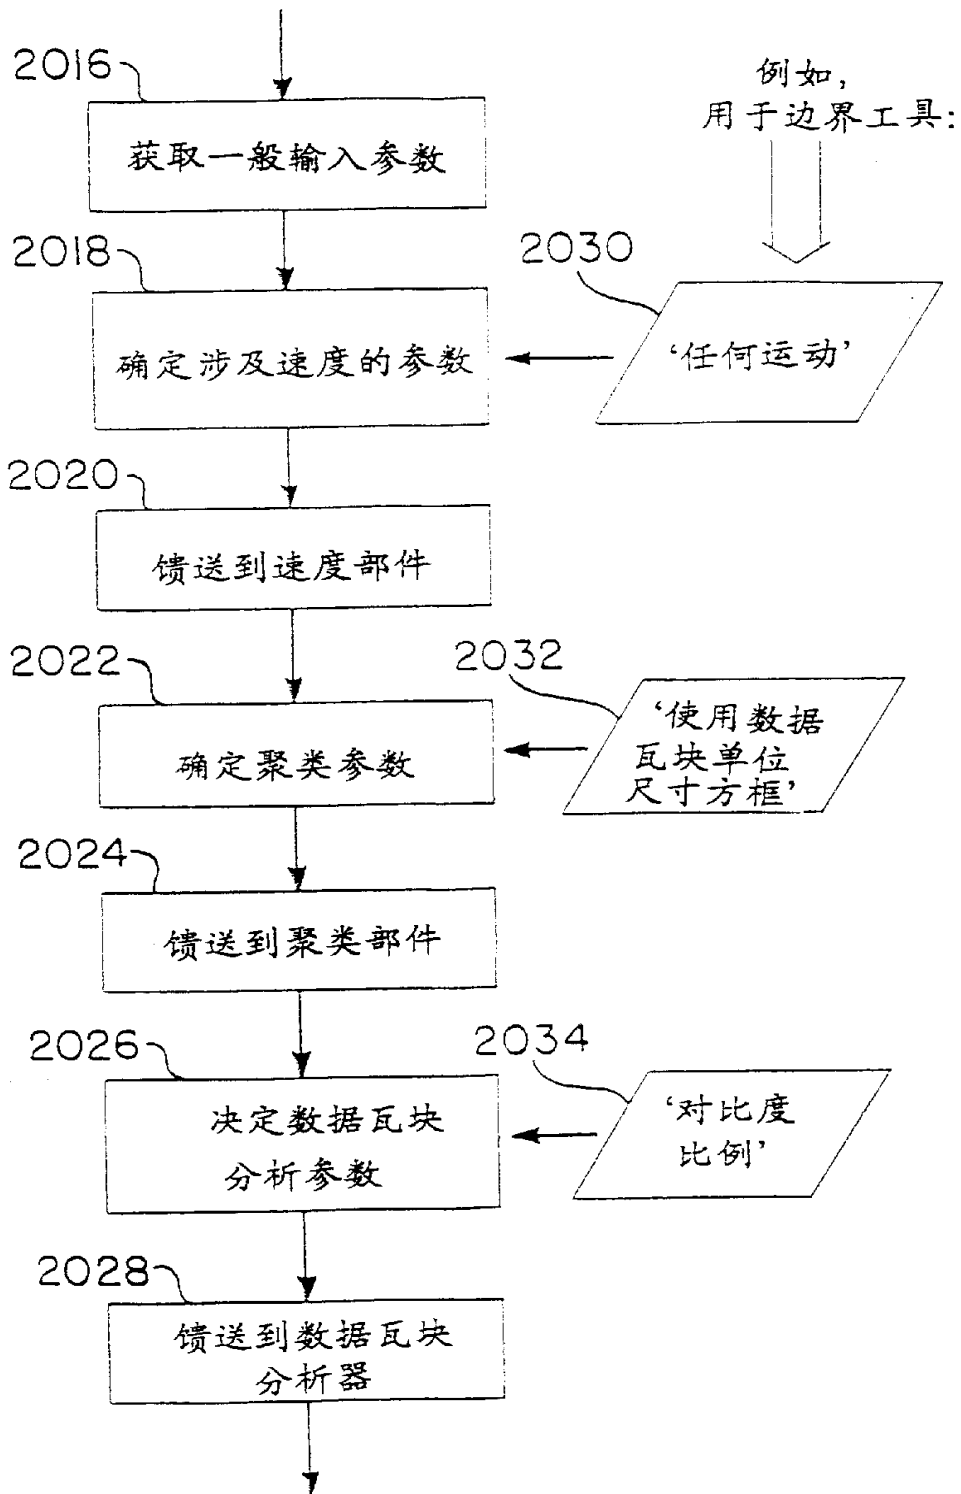 2016
获取一般输入参数
例如，
用于边界工具：
2018
确定涉及速度的参数
2030
‘任何运动’
2020
馈送到速度部件
2022
确定聚类参数
2032
‘使用数据
瓦块单位
尺寸方框’
2024
馈送到聚类部件
2026
决定数据瓦块
分析参数
2034
‘对比度
比例’
2028
馈送到数据瓦块
分析器